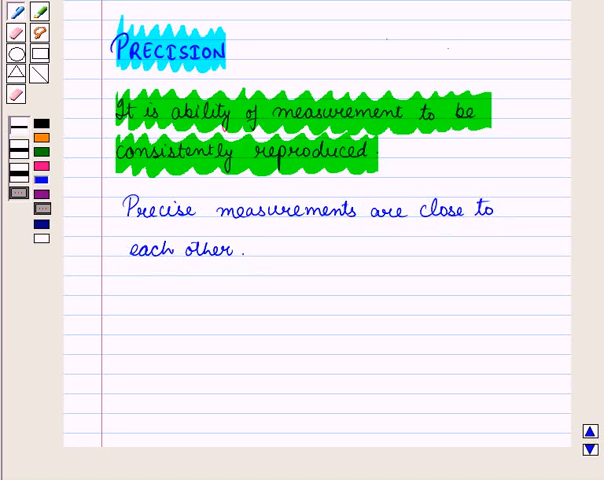 PRECISION
It is ability of measurement to be
consistently reproduced
Precise measurements are close to
each other.